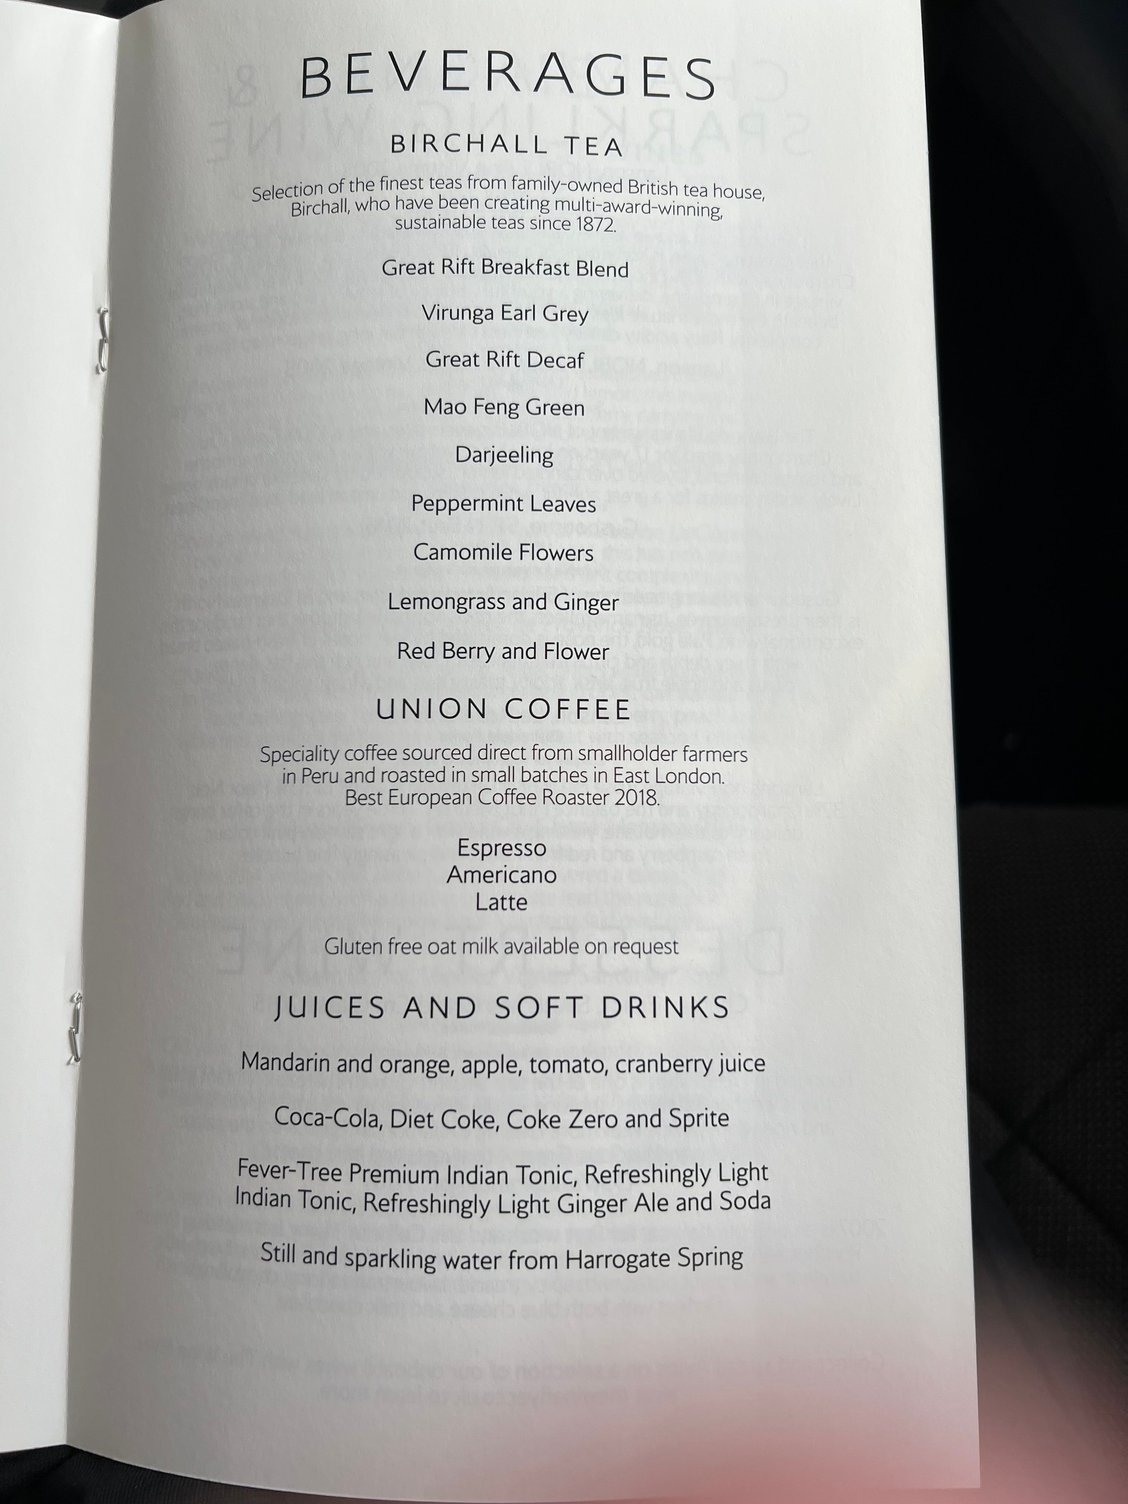 BEVERAGES
BIRCHALL TEA
Selection of the finest teas from family-owned British tea house,
Birchall, who have been creating multi-award-winning,
sustainable teas since 1872.
Great Rift Breakfast Blend
Virunga Earl Grey
Great Rift Decaf
Mao Feng Green
Darjeeling
Peppermint Leaves
Camomile Flowers
Lemongrass and Ginger
Red Berry and Flower
UNION COFFEE
Speciality coffee sourced direct from smallholder farmers
in Peru and roasted in small batches in East London.
Best European Coffee Roaster 2018.
Espresso
Americano
Latte
Gluten free oat milk available on request
JUICES AND SOFT DRINKS
Mandarin and orange, apple, tomato, cranberry juice
Coca-Cola, Diet Coke, Coke Zero and Sprite
Fever-Tree Premium Indian Tonic, Refreshingly Light
Indian Tonic, Refreshingly Light Ginger Ale and Soda
Still and sparkling water from Harrogate Spring